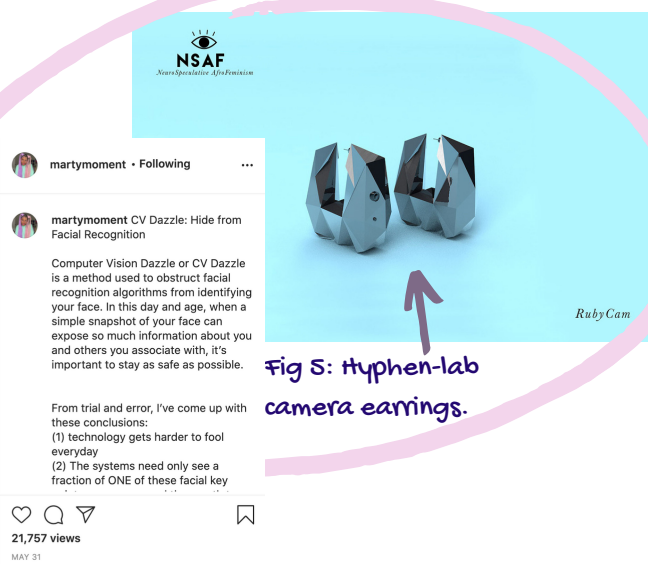 NSAF
NeuroSpeculative AfroFeminism
martymoment • Following
martymoment CV Dazzle: Hide from
Facial Recognition
Computer Vision Dazzle or CV Dazzle
is a method used to obstruct facial
recognition algorithms from identifying
your face. In this day and age, when a
simple snapshot of your face can
expose so much information about you
and others you associate with, it's
important to stay as safe as possible.
From trial and error, I've come up with
these conclusions:
(1) technology gets harder to fool
everyday
(2) The systems need only see a
fraction of ONE of these facial key
21,757 views
MAY 31
RubyCam
Fig 5: Hyphen-lab
camera earrings.